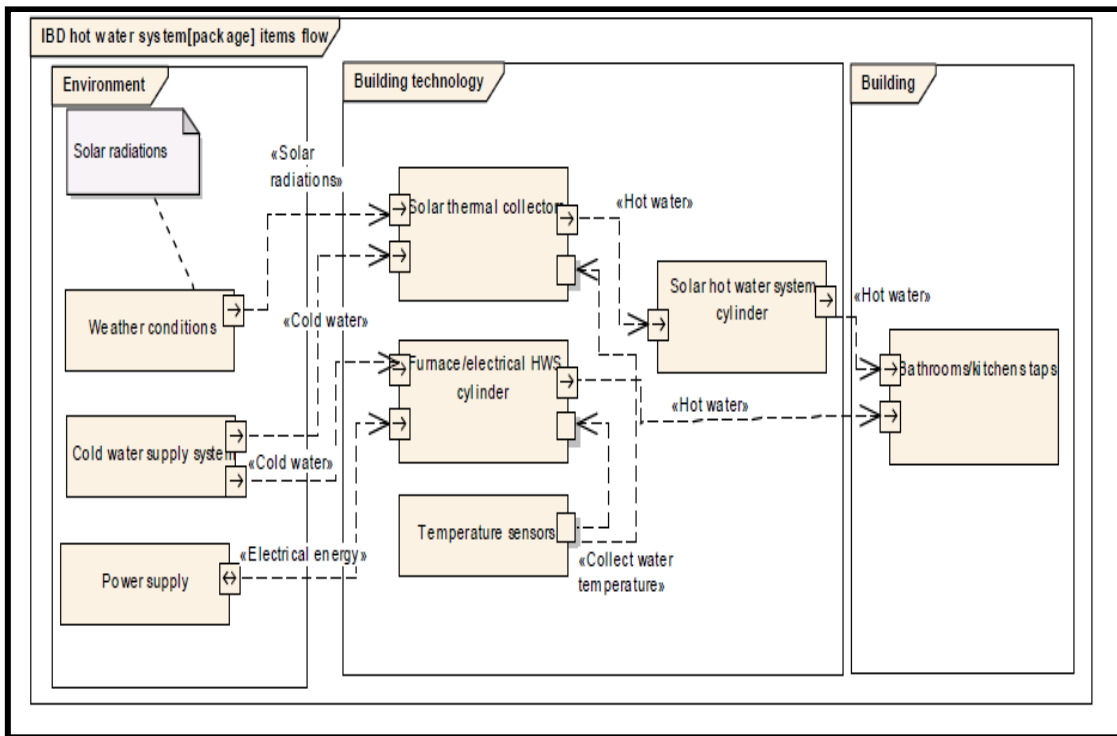 IBD hot water system[package] items flow
Environment
Building technology
Building
Solar radiations
«Solar
radiations»
Solar thermal collectors
«Hot water»
Weather conditions
«Cold water»
Solar hot water system
cylinder
«Hot water»
Furnace/electrical HWS
cylinder
Bathrooms/kitchens taps
«Hot water»
Cold water supply system
«Cold water»
Temperature sensors
«Electrical energy»
«Collect water
temperature»
Power supply